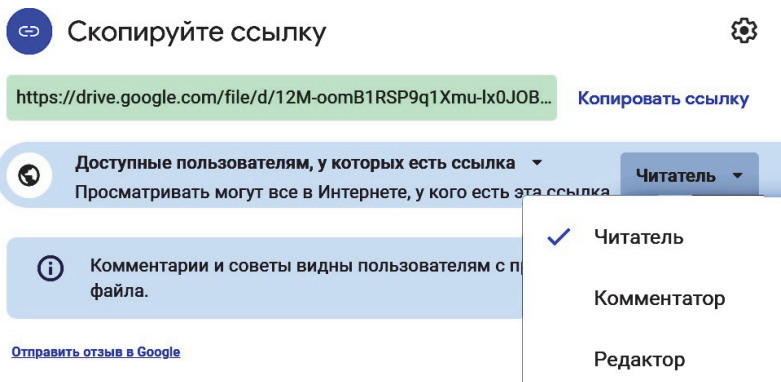 Скопируйте ссылку
https://drive.google.com/file/d/12M-oomB1RSP9q1Xmu-lx0JOB...
Копировать ссылку
Доступные пользователям, у которых есть ссылка
Просматривать могут все в Интернете, у кого есть эта ссылка
Читатель
Читатель
Комментатор
Редактор
Комментарии и советы видны пользователям с
файла.
Отправить отзыв в Google